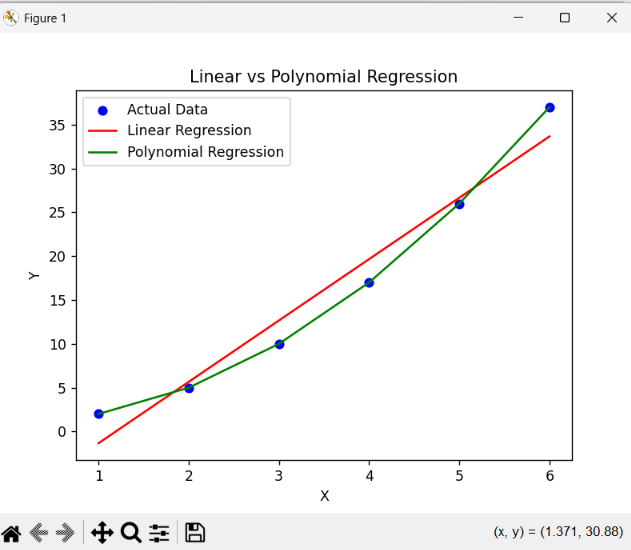 Figure 1
Linear vs Polynomial Regression
Actual Data
Linear Regression
Polynomial Regression
35
30
25
20
15
10
5
0
Y
1 2 3 4 5 6
X
(x, y) = (1.371, 30.88)